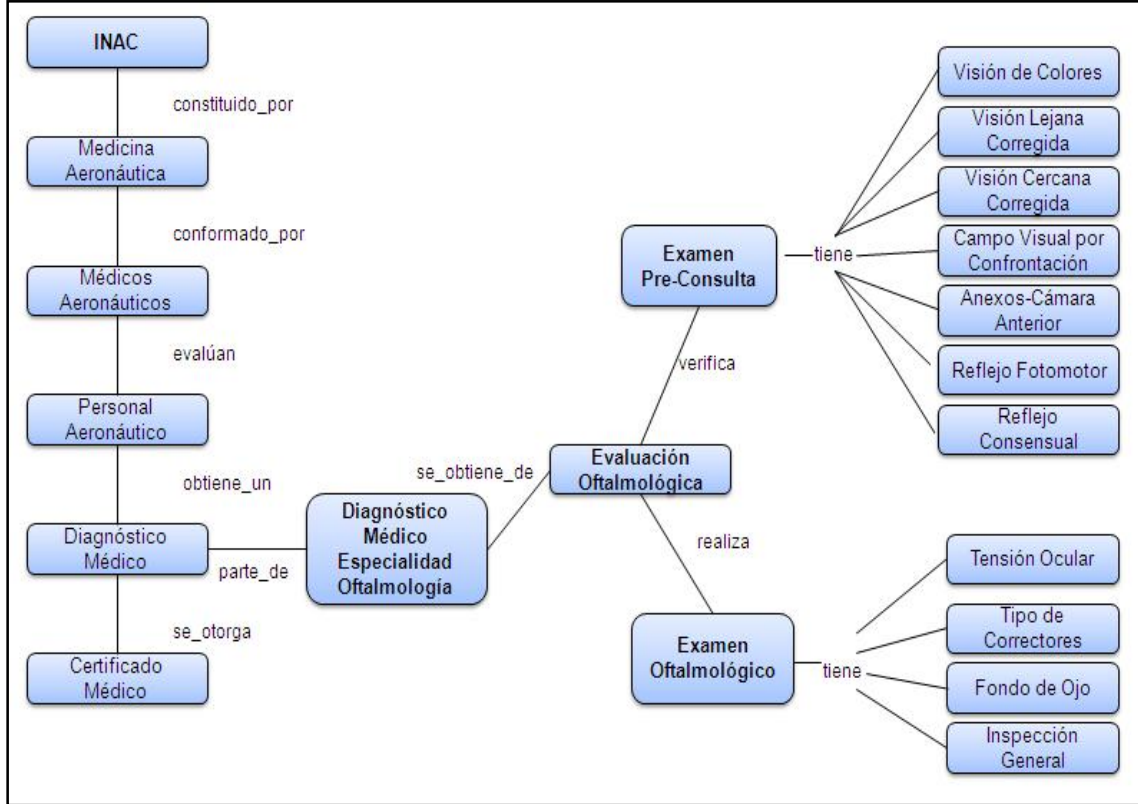 INAC
constituido_por
Medicina
Aeronáutica
conformado_por
Médicos
Aeronáuticos
evalúan
Personal
Aeronáutico
obtiene_un
Diagnóstico
Médico
parte_de
se_otorga
Certificado
Médico
Diagnóstico
Médico
Especialidad
Oftalmología
se_obtiene_de
Evaluación
Oftalmológica
verifica
Examen
Pre-Consulta
tiene
Visión de Colores
Visión Lejana
Corregida
Visión Cercana
Corregida
Campo Visual por
Confrontación
Anexos-Cámara
Anterior
Reflejo Fotomotor
Reflejo
Consensual
realiza
Examen
Oftalmológico
tiene
Tensión Ocular
Tipo de
Correctores
Fondo de Ojo
Inspección
General